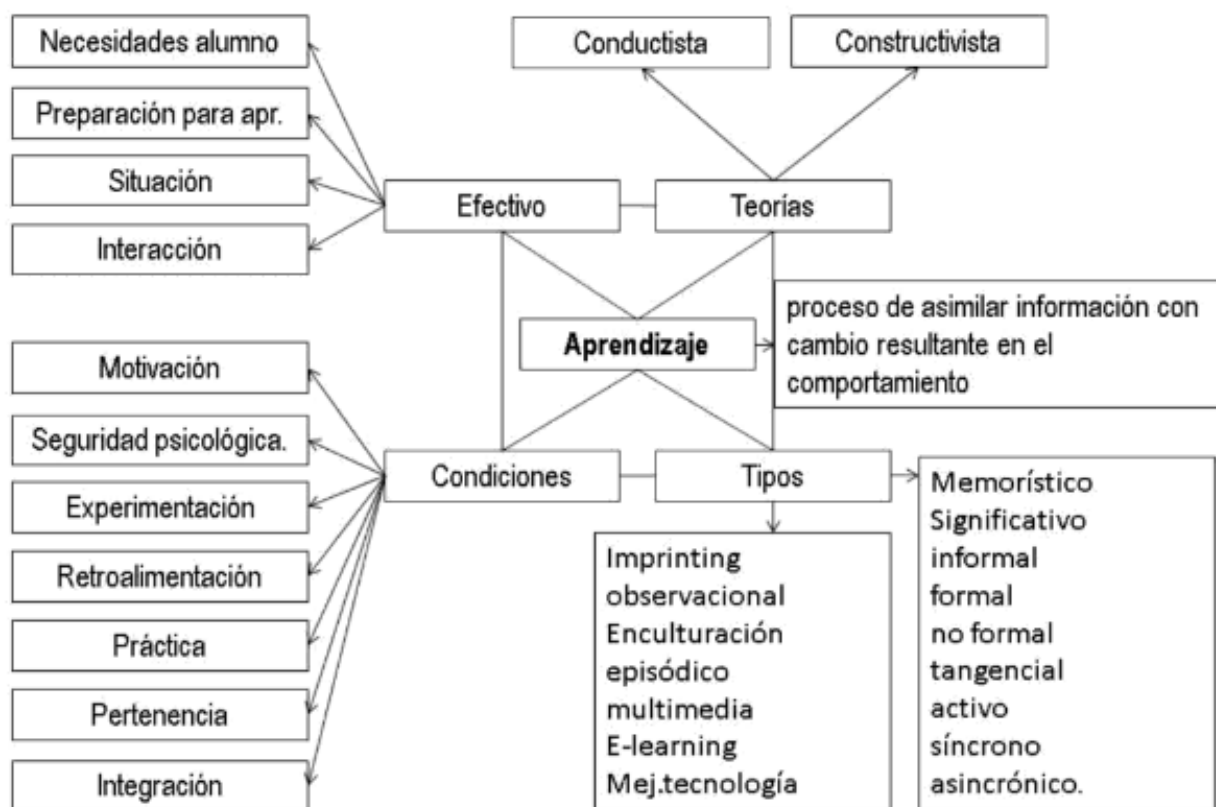 Necesidades alumno
Preparación para apr.
Situación
Interacción
Conductista
Constructivista
Efectivo
Teorías
Aprendizaje
proceso de asimilar información con
cambio resultante en el
comportamiento
Motivación
Seguridad psicológica.
Experimentación
Retroalimentación
Práctica
Pertenencia
Integración
Condiciones
Tipos
Imprinting
observacional
Enculturación
episódico
multimedia
E-learning
Mej.tecnología
Memorístico
Significativo
informal
formal
no formal
tangencial
activo
síncrono
asincrónico.